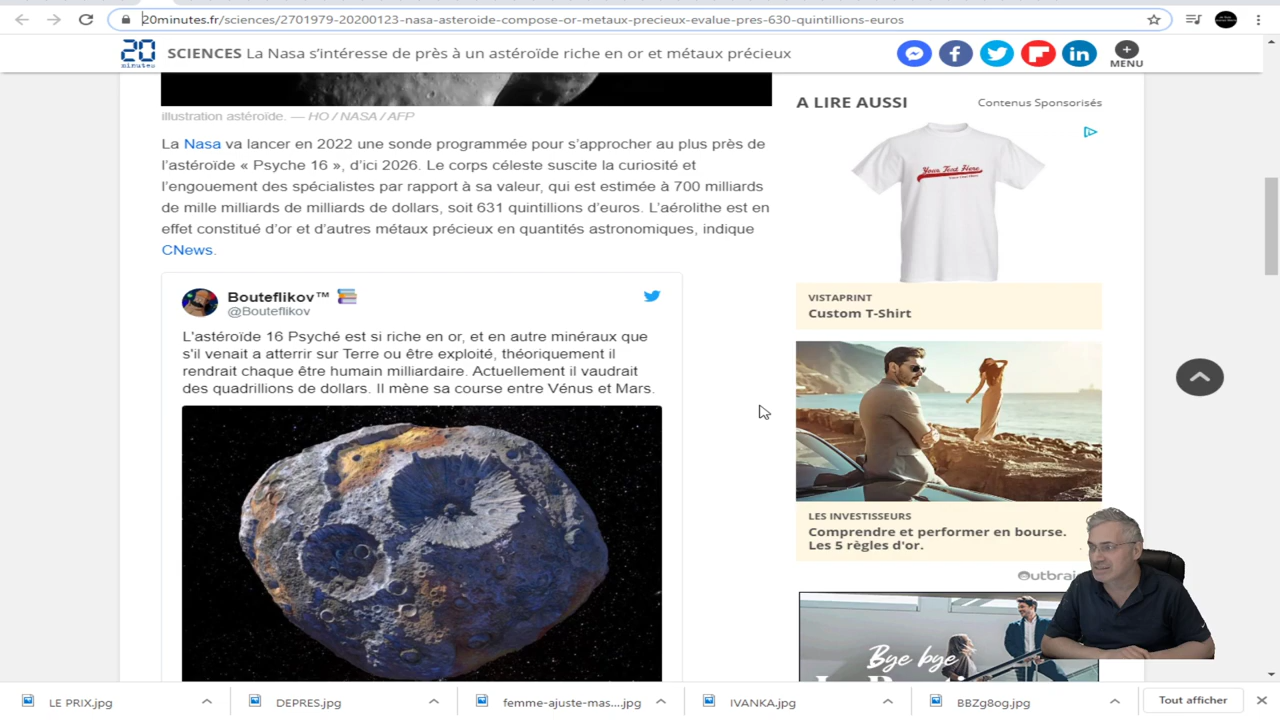 20minutes.fr/sciences/2701979-20200123-nasa-asteroide-compose-or-metaux-precieux-evalue-pres-630-quintillions-euros
20 minutes
SCIENCES La Nasa s'intéresse de près à un astéroïde riche en or et métaux précieux
MENU
illustration astéroïde. — HO / NASA / AFP
La Nasa va lancer en 2022 une sonde programmée pour s'approcher au plus près de
l'astéroïde « Psyche 16 », d'ici 2026. Le corps céleste suscite la curiosité et
l'engouement des spécialistes par rapport à sa valeur, qui est estimée à 700 milliards
de mille milliards de milliards de dollars, soit 631 quintillions d'euros. L'aérolithe est en
effet constitué d'or et d'autres métaux précieux en quantités astronomiques, indique
CNews.
Bouteflikov™
@Bouteflikov
L'astéroïde 16 Psyché est si riche en or, et en autre minéraux que
s'il venait a atterrir sur Terre ou être exploité, théoriquement il
rendrait chaque être humain milliardaire. Actuellement il vaudrait
des quadrillions de dollars. Il mène sa course entre Vénus et Mars.
A LIRE AUSSI
Contenus Sponsorisés
Your Text Here
VISTAPRINT
Custom T-Shirt
LES INVESTISSEURS
Comprendre et performer en bourse.
Les 5 règles d'or.
Outbrai
Bye bye
LE PRIX.jpg
DEPRES.jpg
femme-ajuste-mas....jpg
IVANKA.jpg
BBZg8og.jpg
Tout afficher